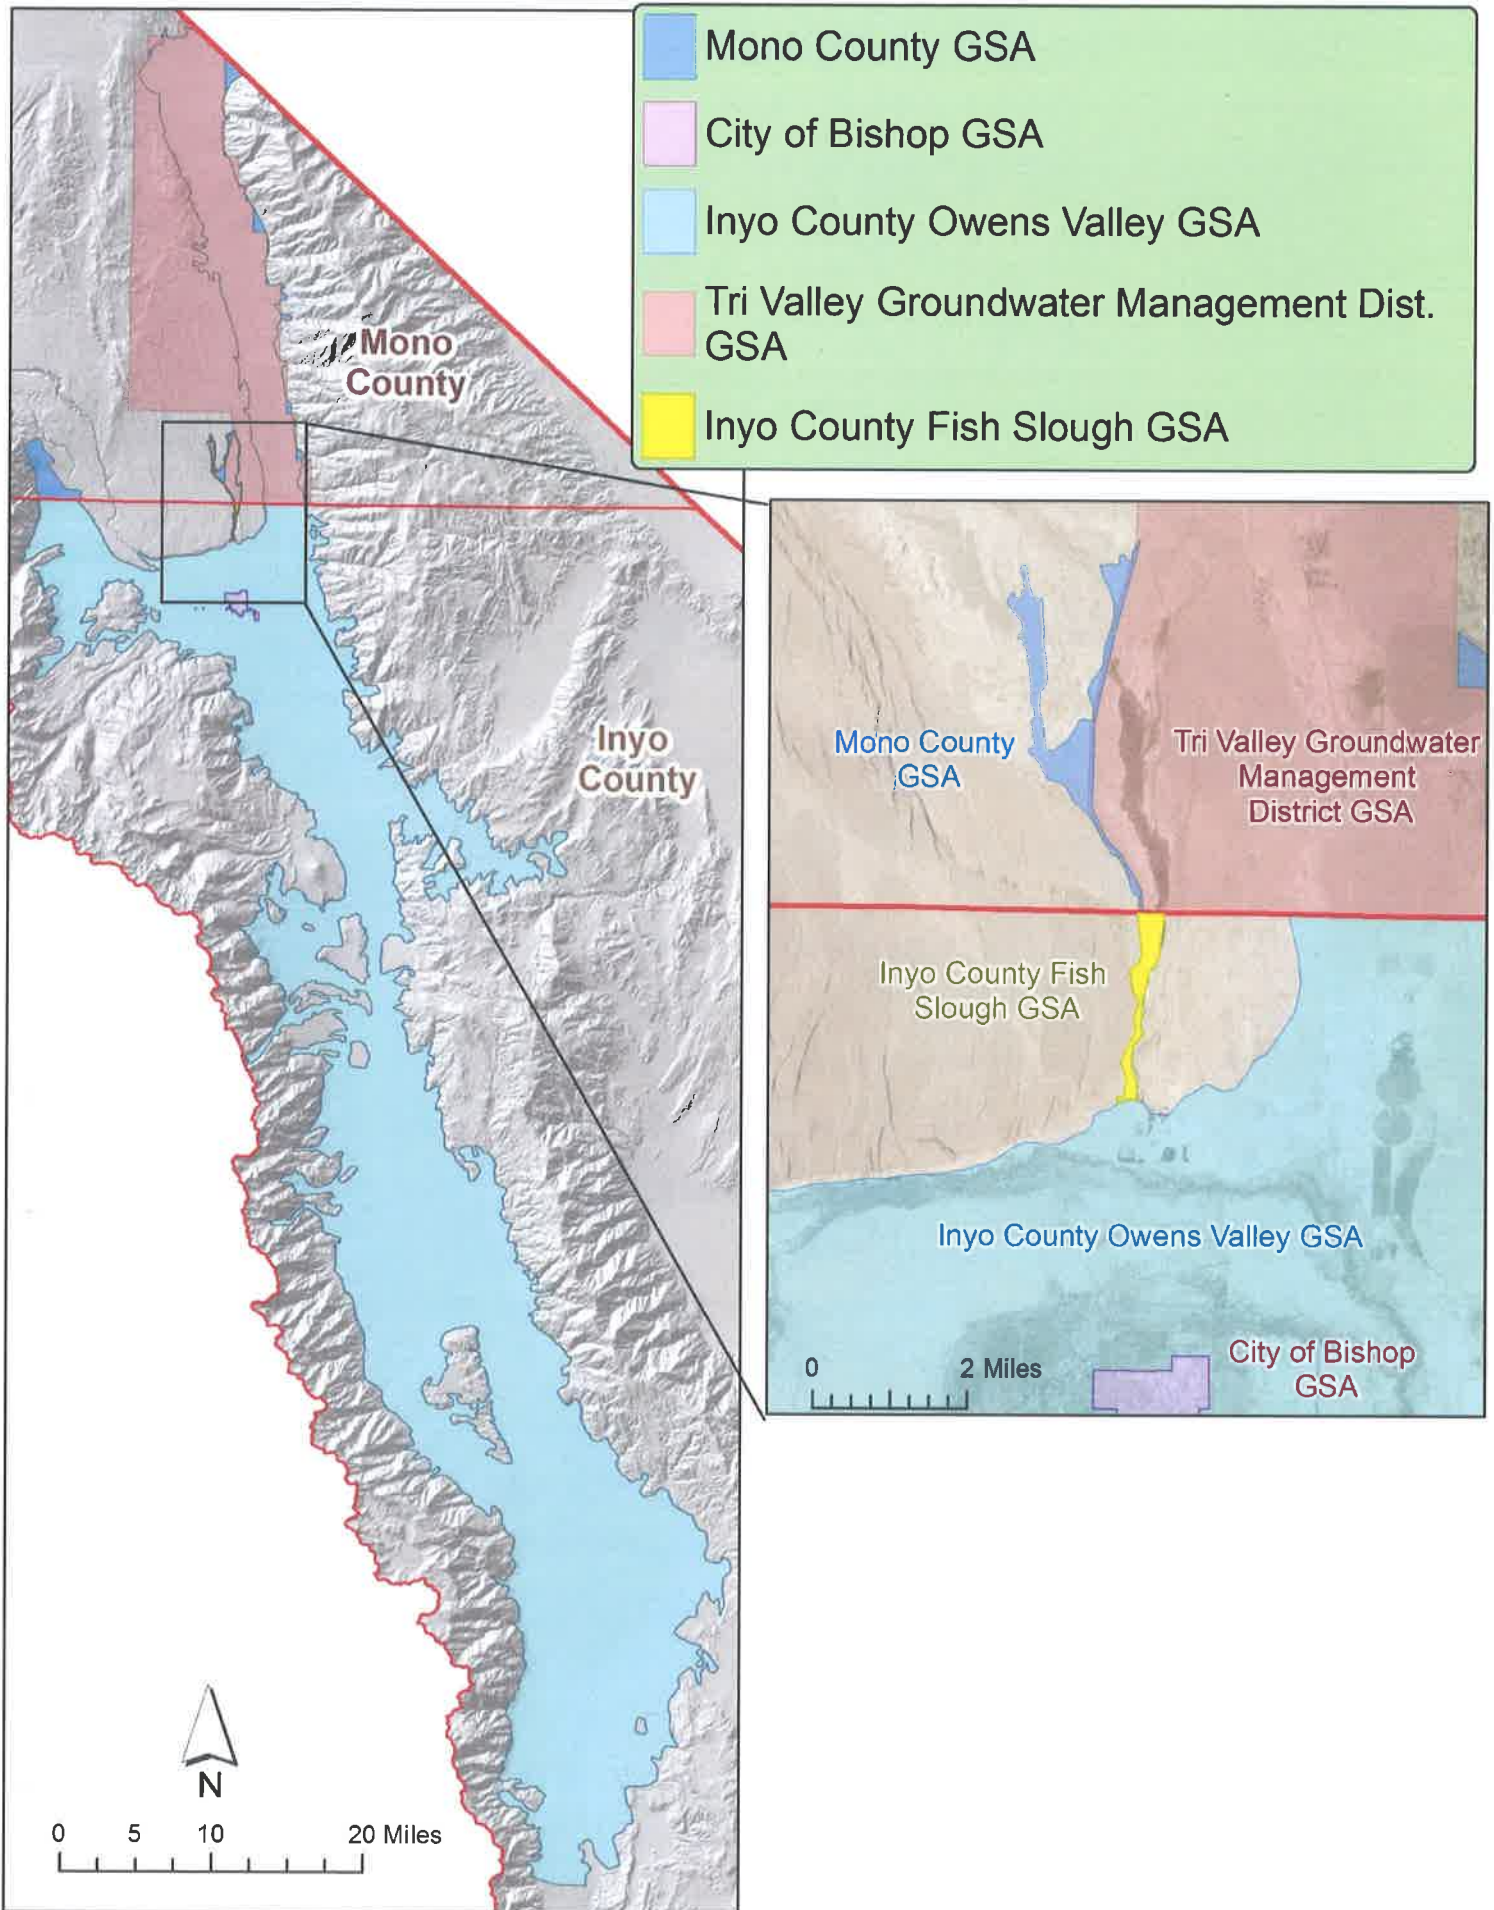 Mono County GSA
City of Bishop GSA
Inyo County Owens Valley GSA
Tri Valley Groundwater Management Dist.
GSA
Inyo County Fish Slough GSA
Mono
County
Inyo
County
N
0 5 10 20 Miles
Mono County
GSA
Tri Valley Groundwater
Management
District GSA
Inyo County Fish
Slough GSA
Inyo County Owens Valley GSA
City of Bishop
GSA
0 2 Miles